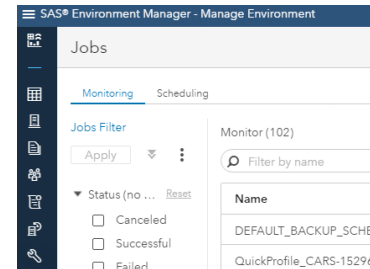 SAS® Environment Manager - Manage Environment
Jobs
Monitoring Scheduling
Jobs Filter
Monitor (102)
Apply
Filter by name
Status (no ... Reset
Name
Canceled
DEFAULT_BACKUP_SCHE
Successful
QuickProfile_CARS-15296
Failed